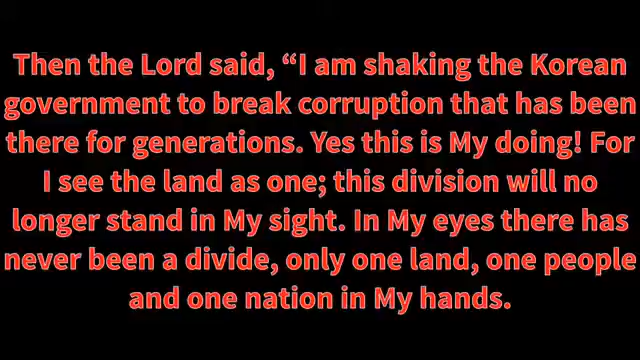 Then the Lord said, “I am shaking the Korean
government to break corruption that has been
there for generations. Yes this is My doing! For
I see the land as one; this division will no
longer stand in My sight. In My eyes there has
never been a divide, only one land, one people
and one nation in My hands.